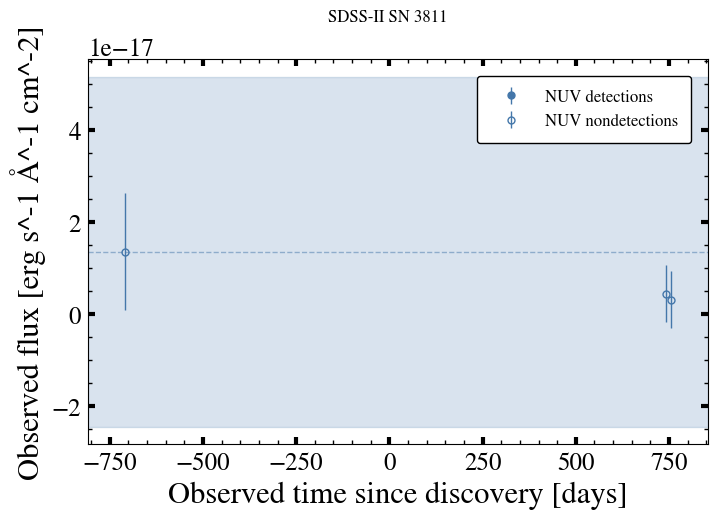 SDSS-II SN 3811
1e−17
Observed flux [erg s^-1 Å^-1 cm^-2]
4
2
0
−2
NUV detections
NUV nondetections
−750 −500 −250 0 250 500 750
Observed time since discovery [days]